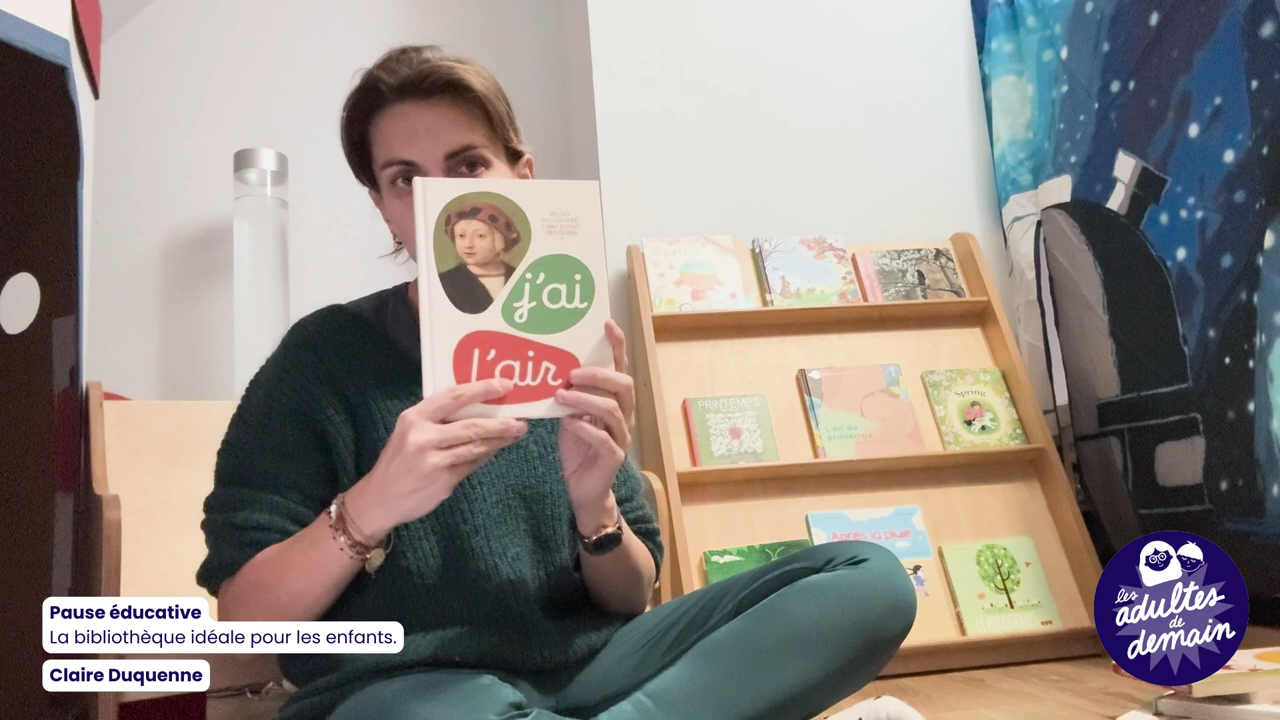 j'ai
l'air
Spring
PRINTEMPS
L'air du
printemps
Spring
Après la pluie
Pause éducative
La bibliothèque idéale pour les enfants.
Claire Duquenne
les
adultes
de
demain